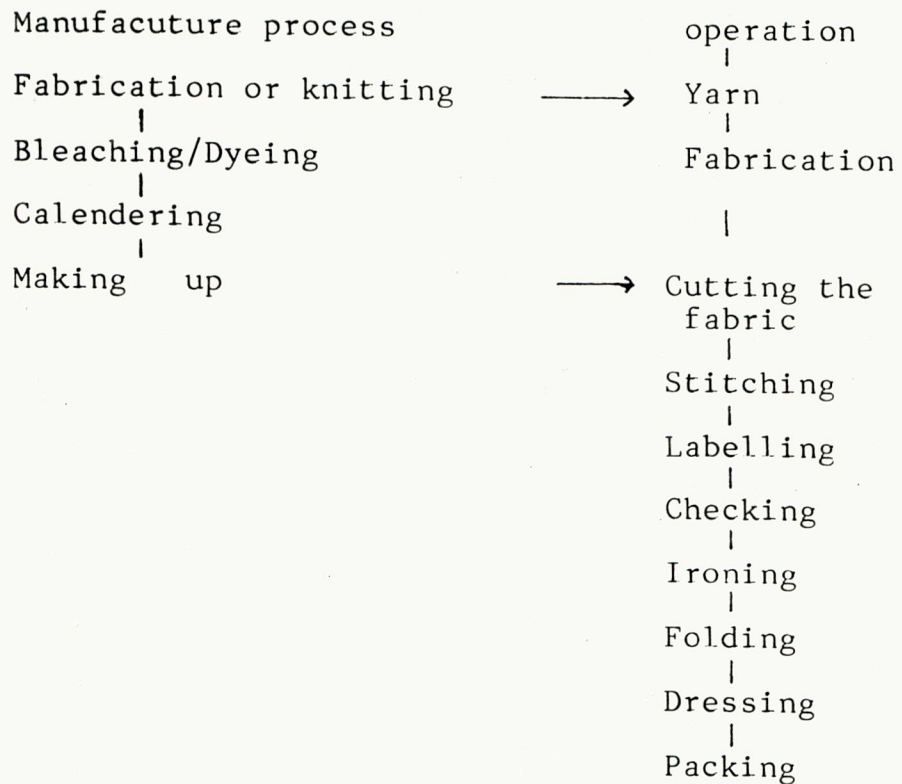 Manufacuture process
operation
Fabrication or knitting
Yarn
Bleaching/Dyeing
Fabrication
Calendering
Making up
Cutting the
fabric
Stitching
Labelling
Checking
Ironing
Folding
Dressing
Packing